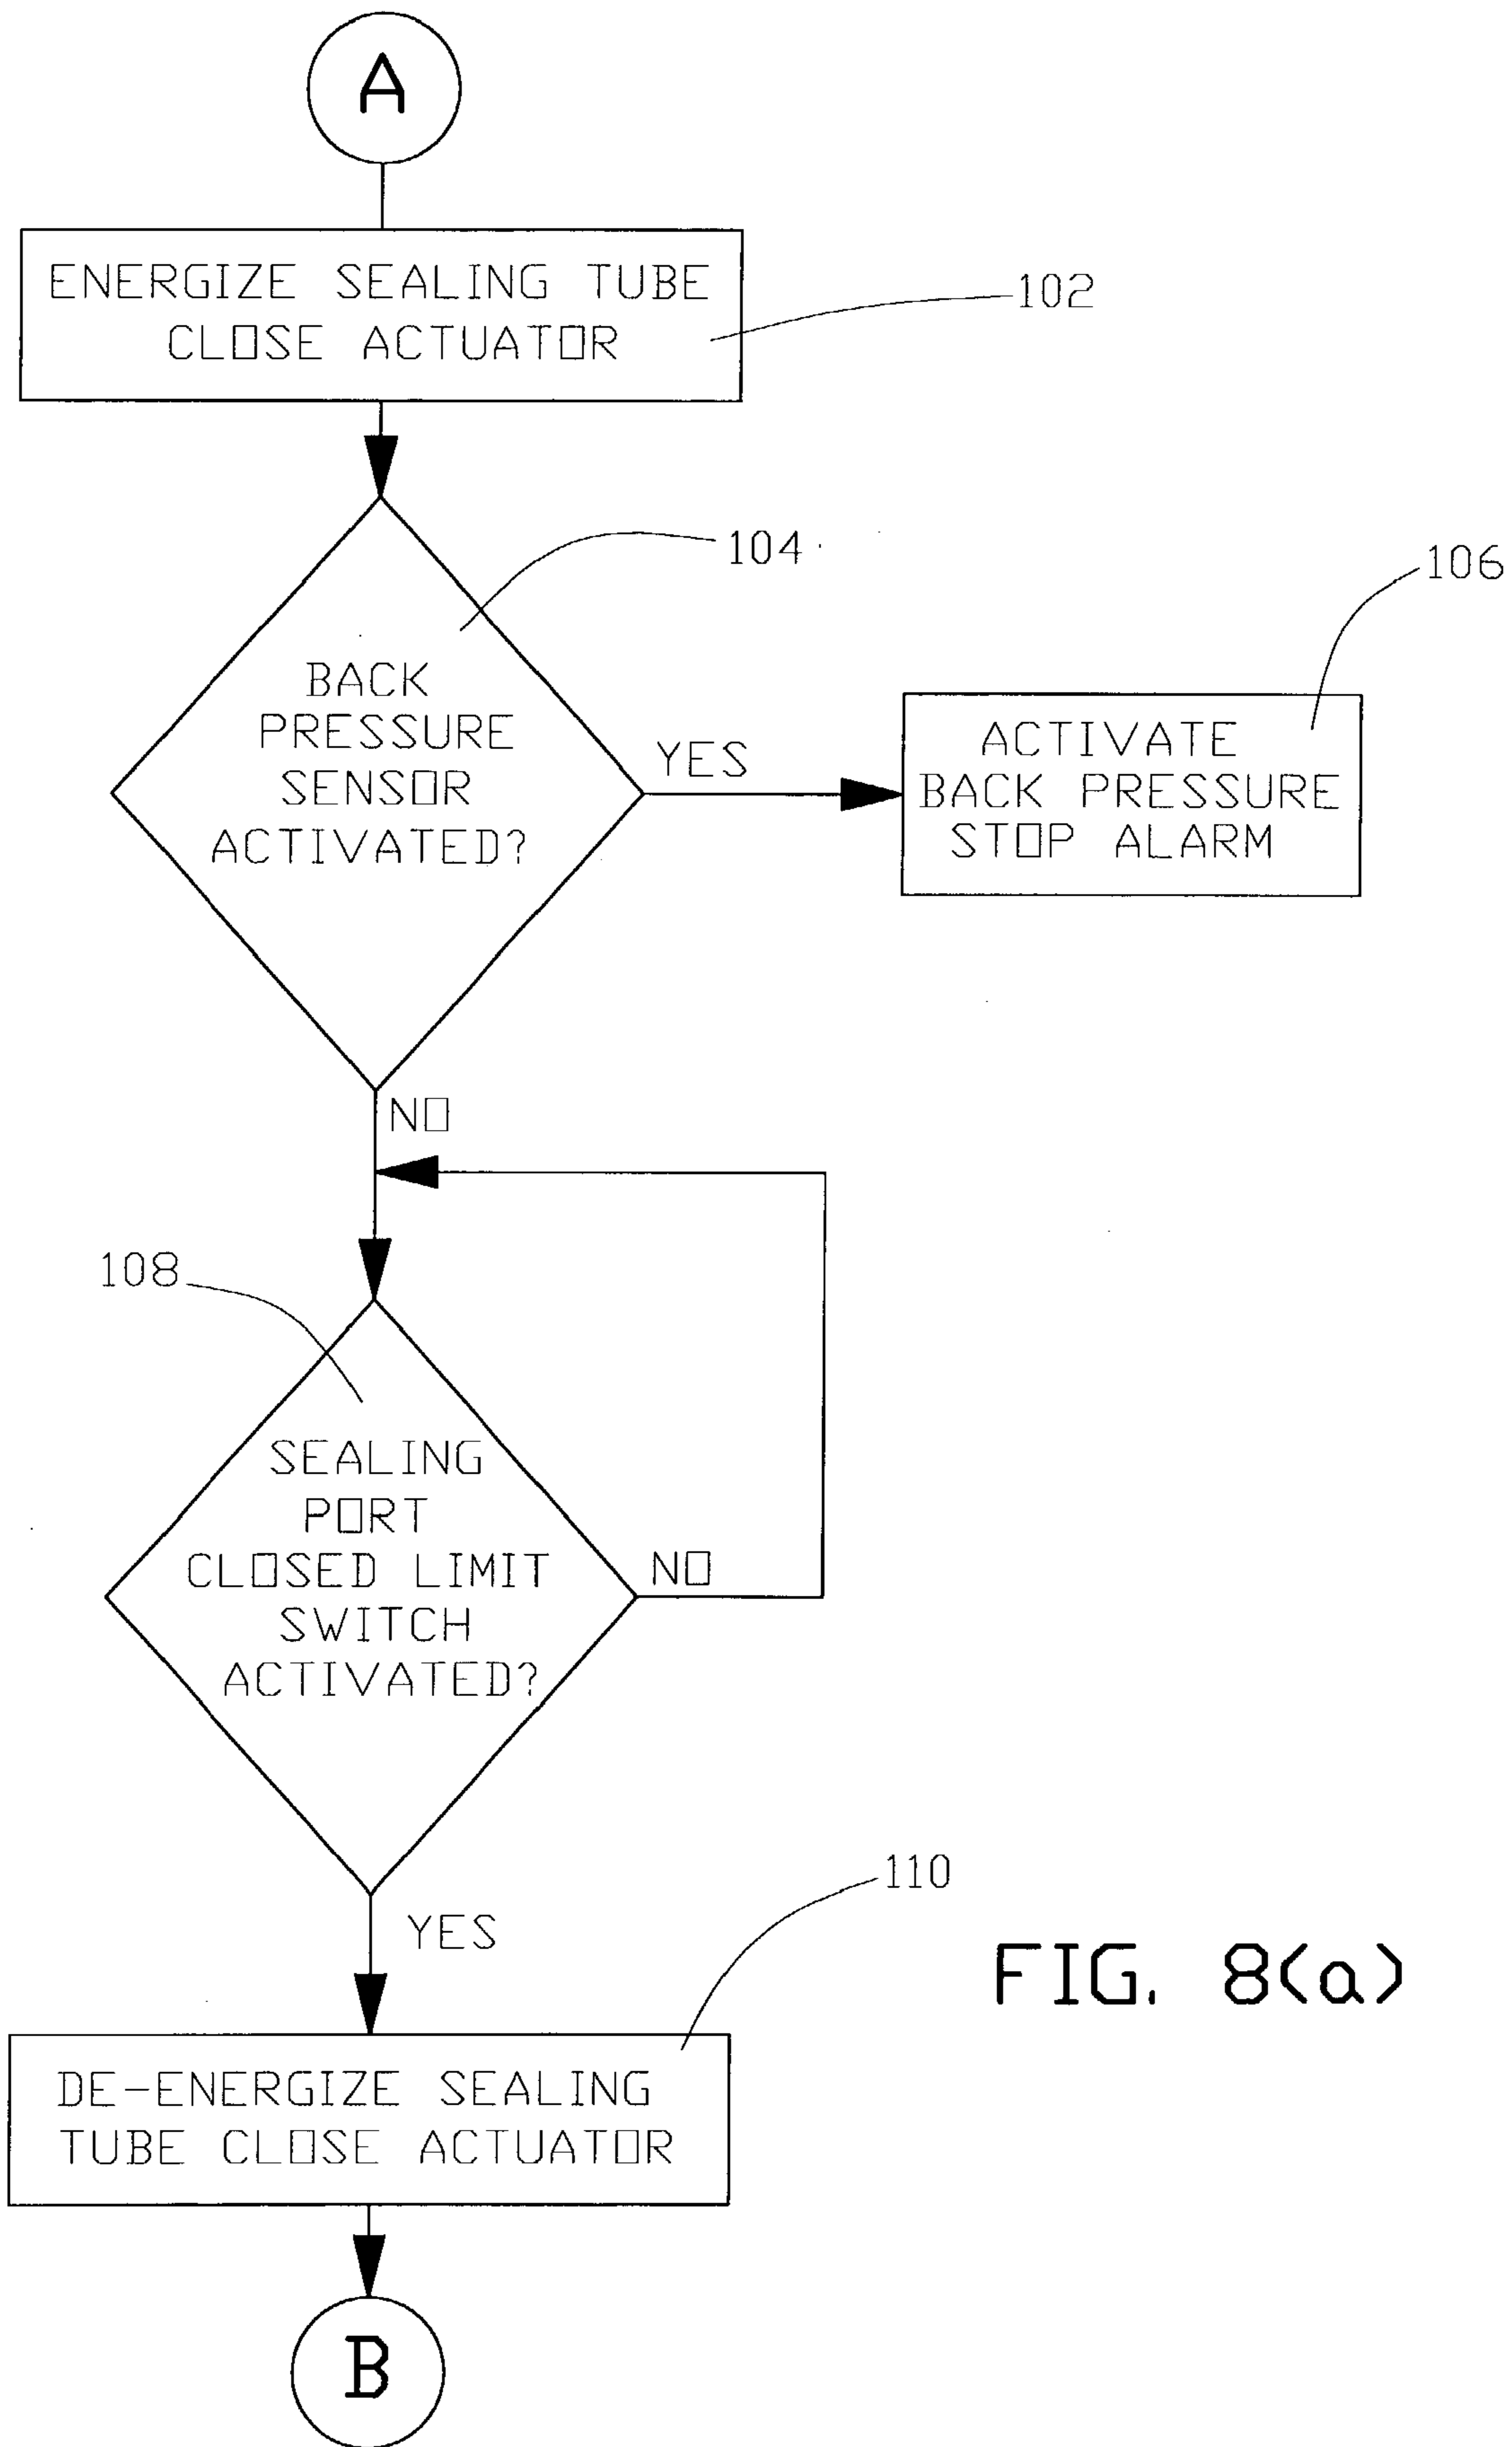 A
ENERGIZE SEALING TUBE
CLOSE ACTUATOR
102
104
106
BACK
PRESSURE
SENSOR
ACTIVATED?
YES
ACTIVATE
BACK PRESSURE
STOP ALARM
NO
108
SEALING
PORT
CLOSED LIMIT
SWITCH
ACTIVATED?
NO
YES
110
DE-ENERGIZE SEALING
TUBE CLOSE ACTUATOR
B
FIG. 8(a)